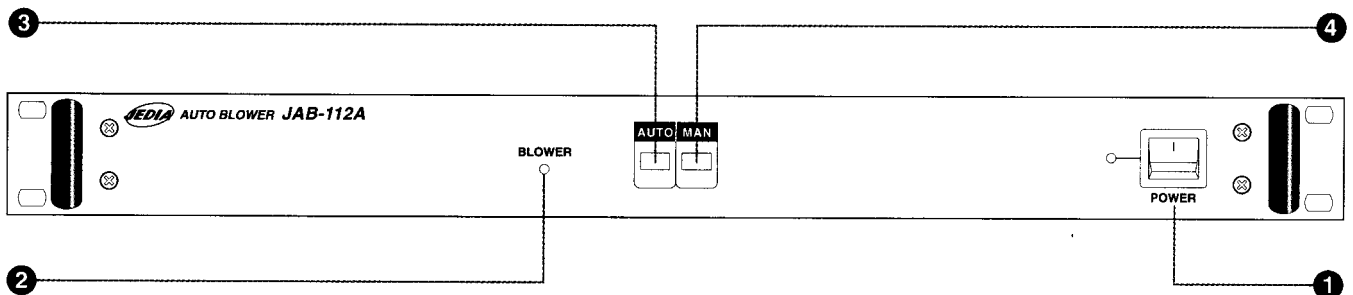 3 4
JEDIA AUTO BLOWER JAB-112A
AUTO MAN
BLOWER
POWER
2 1